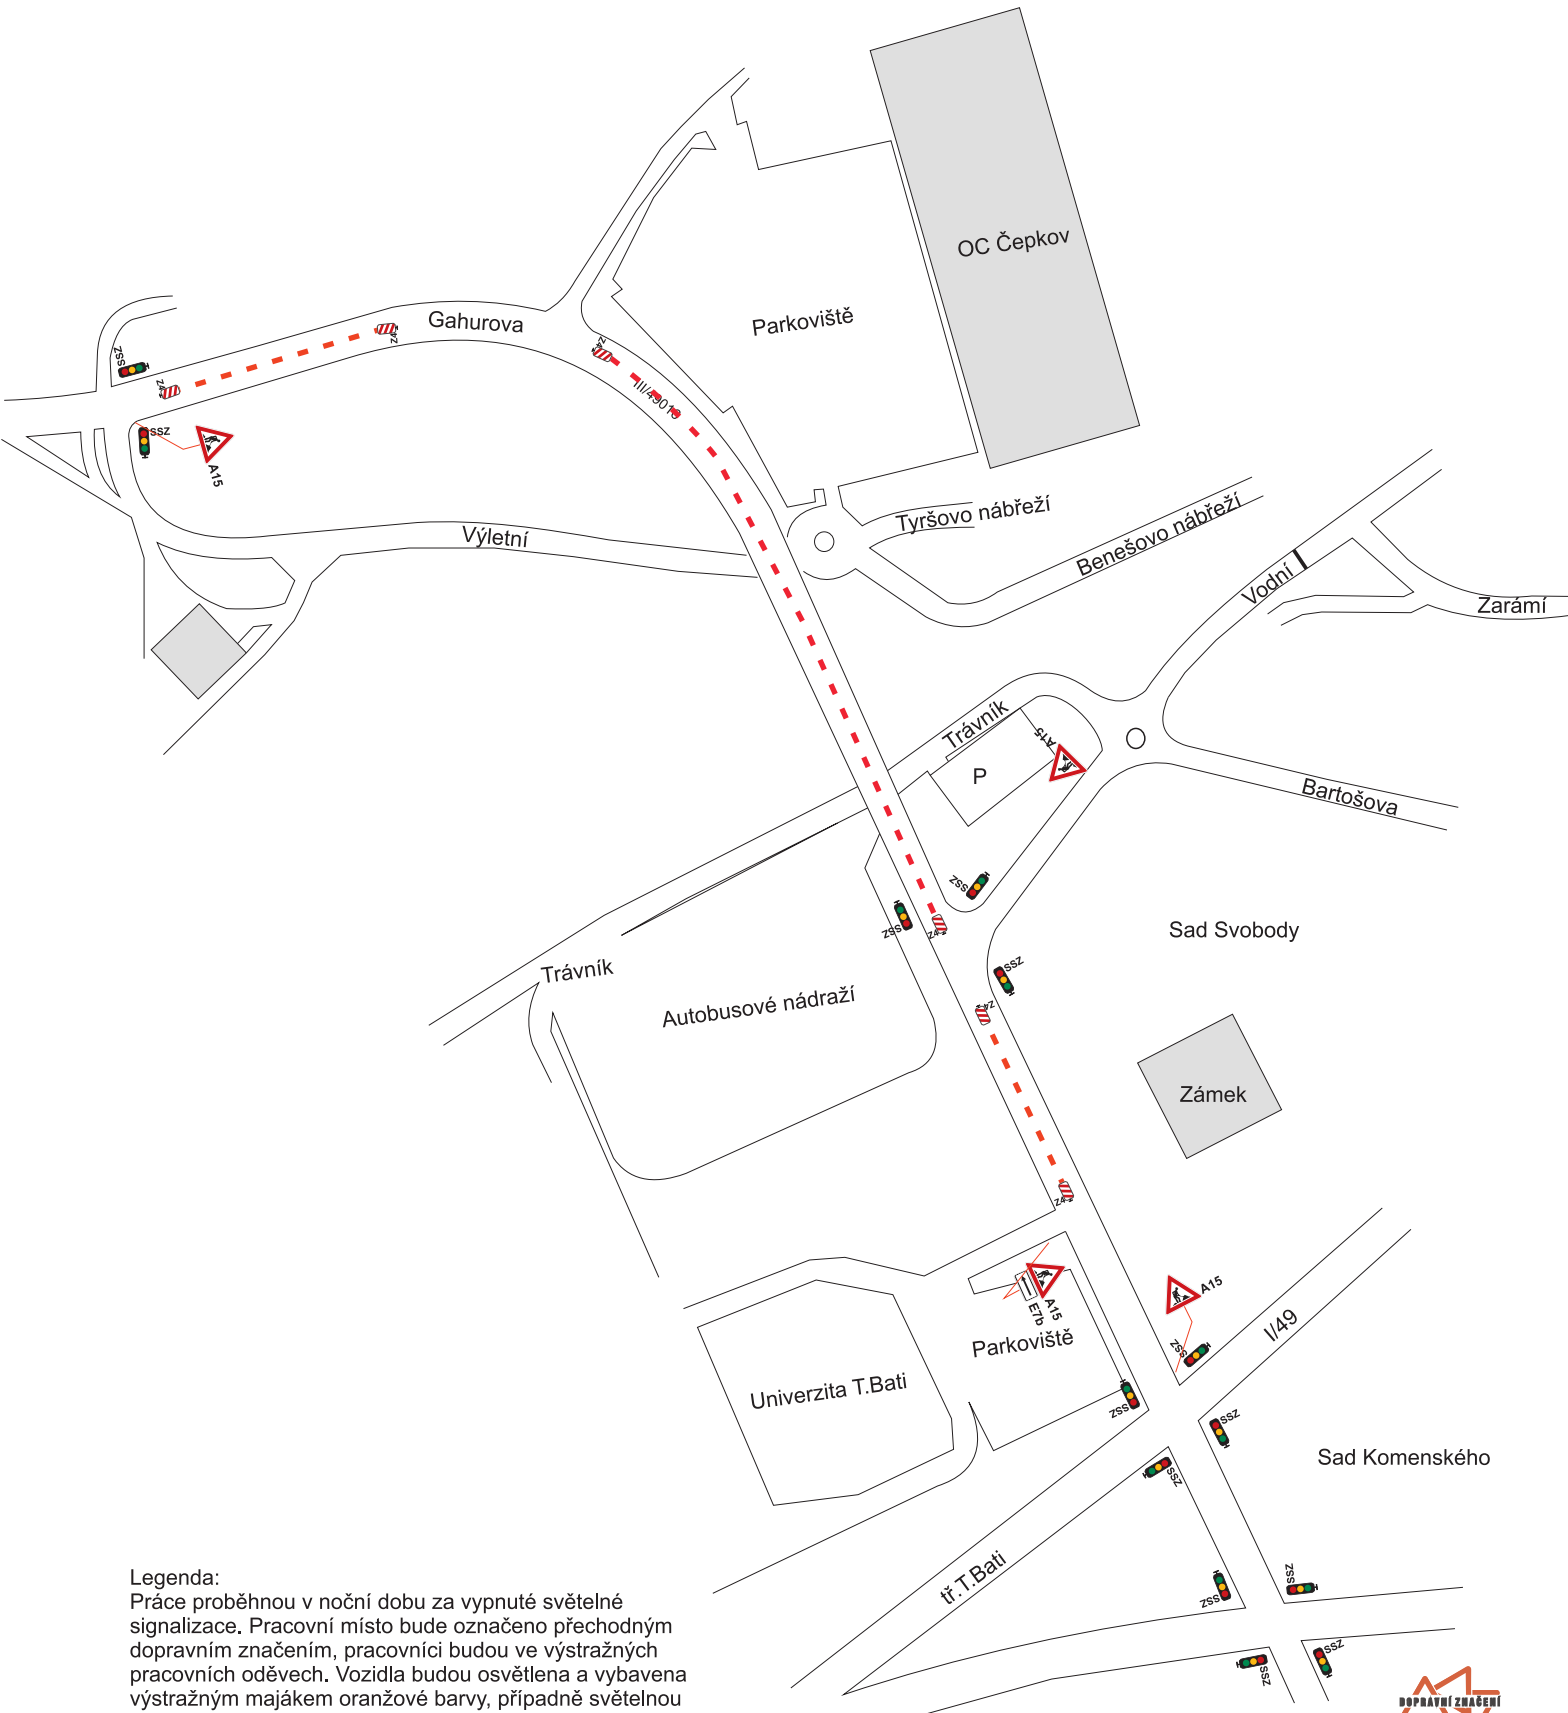 OC Čepkov
Parkoviště
Gahurova
Z4
SSZ
Z4
Z4
III/49018
SSZ
A15
Výletní
Tyršovo nábřeží
Benešovo nábřeží
Vodní
Zarámí
Trávník
A15
P
Bartošova
SSZ
SSZ
Z4
Sad Svobody
Trávník
SSZ
Autobusové nádraží
Z4
Zámek
Z4
A15
E7b
A15
I/49
Parkoviště
SSZ
Univerzita T.Bati
SSZ
SSZ
Sad Komenského
SSZ
tř.T.Bati
SSZ
SSZ
SSZ
SSZ
Legenda:
Práce proběhnou v noční dobu za vypnuté světelné
signalizace. Pracovní místo bude označeno přechodným
dopravním značením, pracovníci budou ve výstražných
pracovních oděvech. Vozidla budou osvětlena a vybavena
výstražným majákem oranžové barvy, případně světelnou
DOPRAVNÍ ZNAČENÍ